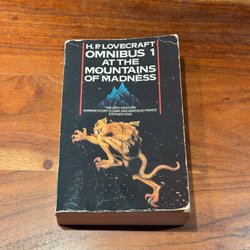 H.P. LOVECRAFT
OMNIBUS 1
AT THE
MOUNTAINS
OF MADNESS
'THE 20TH CENTURY
HORROR STORY'S DARK AND BAROQUE PRINCE'
STEPHEN KING